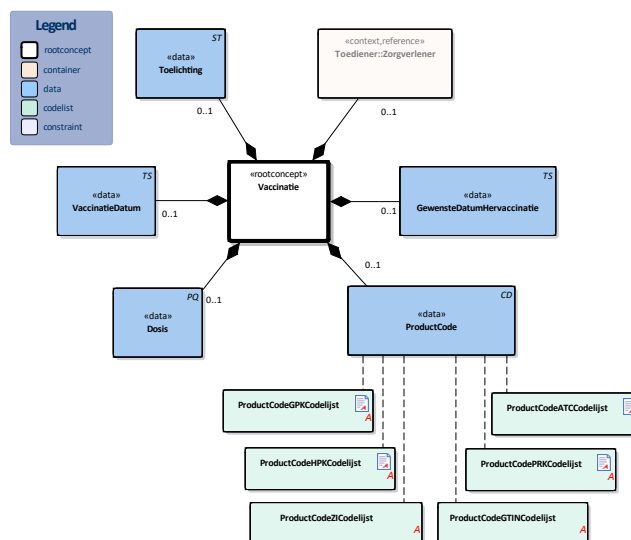 Legend
rootconcept
container
data
codelist
constraint
ST
«data»
Toelichting
0..1
«context,reference»
Toediener::Zorgverlener
0..1
«rootconcept»
Vaccinatie
TS
«data»
VaccinatieDatum
0..1
TS
«data»
GewensteDatumHervaccinatie
0..1
PQ
«data»
Dosis
0..1
CD
«data»
ProductCode
0..1
ProductCodeGPKCodelijst
A
ProductCodeATCCodelijst
A
ProductCodeHPKCodelijst
A
ProductCodePRKCodelijst
A
ProductCodeZICodelijst
A
ProductCodeGTINCodelijst
A